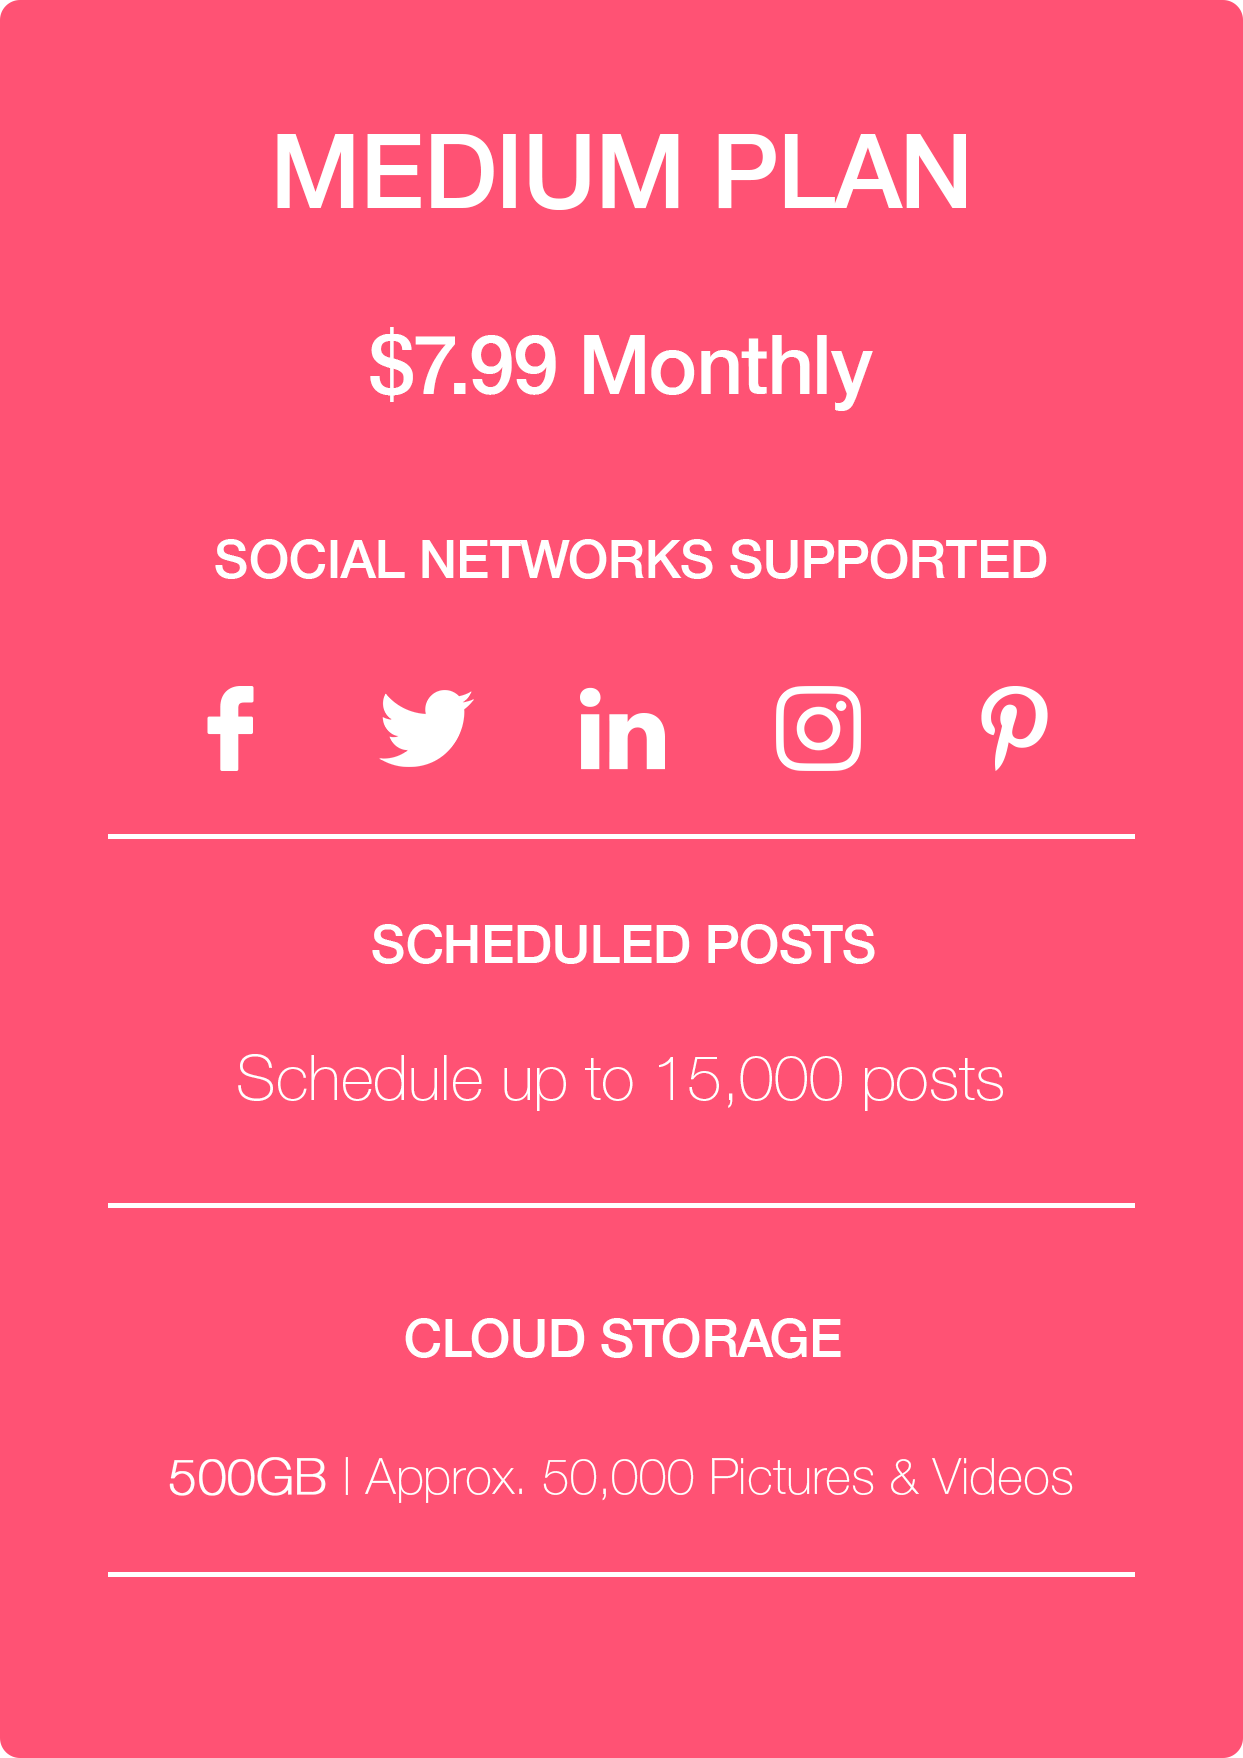 MEDIUM PLAN
$7.99 Monthly
SOCIAL NETWORKS SUPPORTED
SCHEDULED POSTS
Schedule up to 15,000 posts
CLOUD STORAGE
500GB | Approx. 50,000 Pictures & Videos